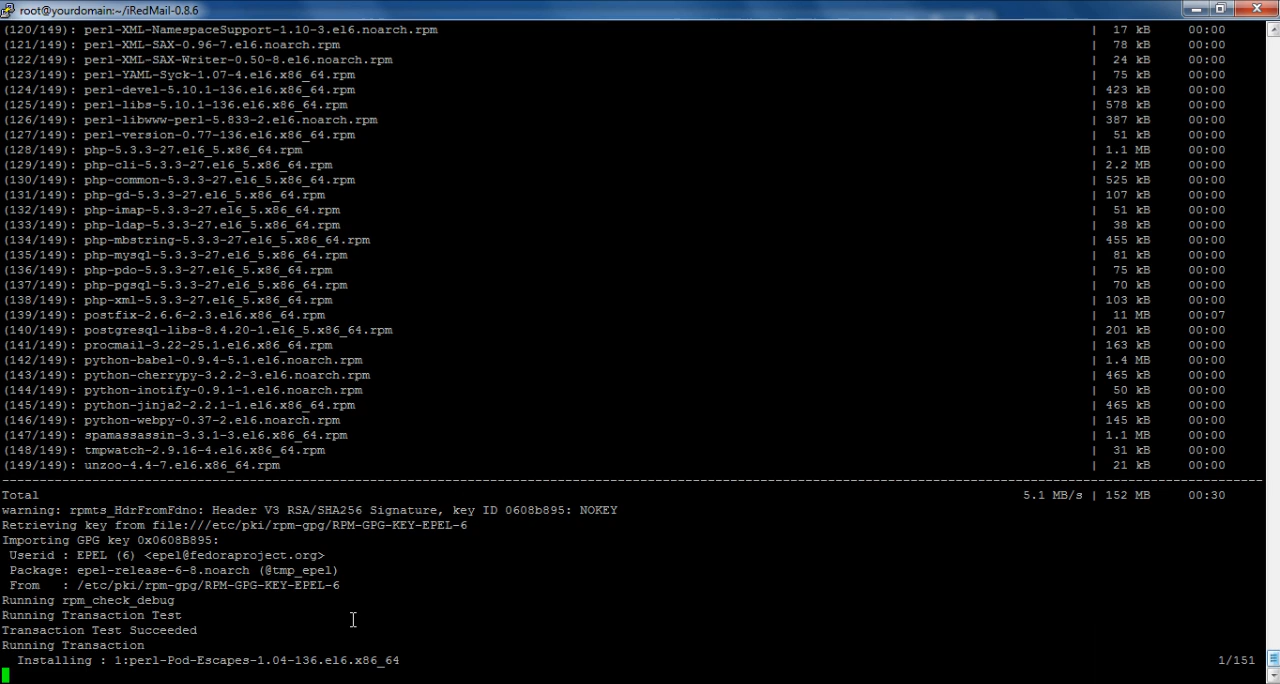 root@yourdomain:~/iRedMail-0.8.6
(120/149): perl-XML-NamespaceSupport-1.10-3.el6.noarch.rpm | 17 kB 00:00
(121/149): perl-XML-SAX-0.96-7.el6.noarch.rpm | 78 kB 00:00
(122/149): perl-XML-SAX-Writer-0.50-8.el6.noarch.rpm | 24 kB 00:00
(123/149): perl-YAML-Syck-1.07-4.el6.x86_64.rpm | 75 kB 00:00
(124/149): perl-devel-5.10.1-136.el6.x86_64.rpm | 423 kB 00:00
(125/149): perl-libs-5.10.1-136.el6.x86_64.rpm | 578 kB 00:00
(126/149): perl-libwww-perl-5.833-2.el6.noarch.rpm | 387 kB 00:00
(127/149): perl-version-0.77-136.el6.x86_64.rpm | 51 kB 00:00
(128/149): php-5.3.3-27.el6_5.x86_64.rpm | 1.1 MB 00:00
(129/149): php-cli-5.3.3-27.el6_5.x86_64.rpm | 2.2 MB 00:00
(130/149): php-common-5.3.3-27.el6_5.x86_64.rpm | 525 kB 00:00
(131/149): php-gd-5.3.3-27.el6_5.x86_64.rpm | 107 kB 00:00
(132/149): php-imap-5.3.3-27.el6_5.x86_64.rpm | 51 kB 00:00
(133/149): php-ldap-5.3.3-27.el6_5.x86_64.rpm | 38 kB 00:00
(134/149): php-mbstring-5.3.3-27.el6_5.x86_64.rpm | 455 kB 00:00
(135/149): php-mysql-5.3.3-27.el6_5.x86_64.rpm | 81 kB 00:00
(136/149): php-pdo-5.3.3-27.el6_5.x86_64.rpm | 75 kB 00:00
(137/149): php-pgsql-5.3.3-27.el6_5.x86_64.rpm | 70 kB 00:00
(138/149): php-xml-5.3.3-27.el6_5.x86_64.rpm | 103 kB 00:00
(139/149): postfix-2.6.6-2.3.el6.x86_64.rpm | 11 MB 00:07
(140/149): postgresql-libs-8.4.20-1.el6_5.x86_64.rpm | 201 kB 00:00
(141/149): procmail-3.22-25.1.el6.x86_64.rpm | 163 kB 00:00
(142/149): python-babel-0.9.4-5.1.el6.noarch.rpm | 1.4 MB 00:00
(143/149): python-cherrypy-3.2.2-3.el6.noarch.rpm | 465 kB 00:00
(144/149): python-inotify-0.9.1-1.el6.noarch.rpm | 50 kB 00:00
(145/149): python-jinja2-2.2.1-1.el6.x86_64.rpm | 465 kB 00:00
(146/149): python-webpy-0.37-2.el6.noarch.rpm | 145 kB 00:00
(147/149): spamassassin-3.3.1-3.el6.x86_64.rpm | 1.1 MB 00:00
(148/149): tmpwatch-2.9.16-4.el6.x86_64.rpm | 31 kB 00:00
(149/149): unzoo-4.4-7.el6.x86_64.rpm | 21 kB 00:00
--------------------------------------------------------------------------------
Total 5.1 MB/s | 152 MB 00:30
warning: rpmts_HdrFromFdno: Header V3 RSA/SHA256 Signature, key ID 0608b895: NOKEY
Retrieving key from file:///etc/pki/rpm-gpg/RPM-GPG-KEY-EPEL-6
Importing GPG key 0x0608B895:
Userid : EPEL (6) <epel@fedoraproject.org>
Package: epel-release-6-8.noarch (@tmp_epel)
From : /etc/pki/rpm-gpg/RPM-GPG-KEY-EPEL-6
Running rpm_check_debug
Running Transaction Test
Transaction Test Succeeded
Running Transaction
Installing : 1:perl-Pod-Escapes-1.04-136.el6.x86_64 1/151